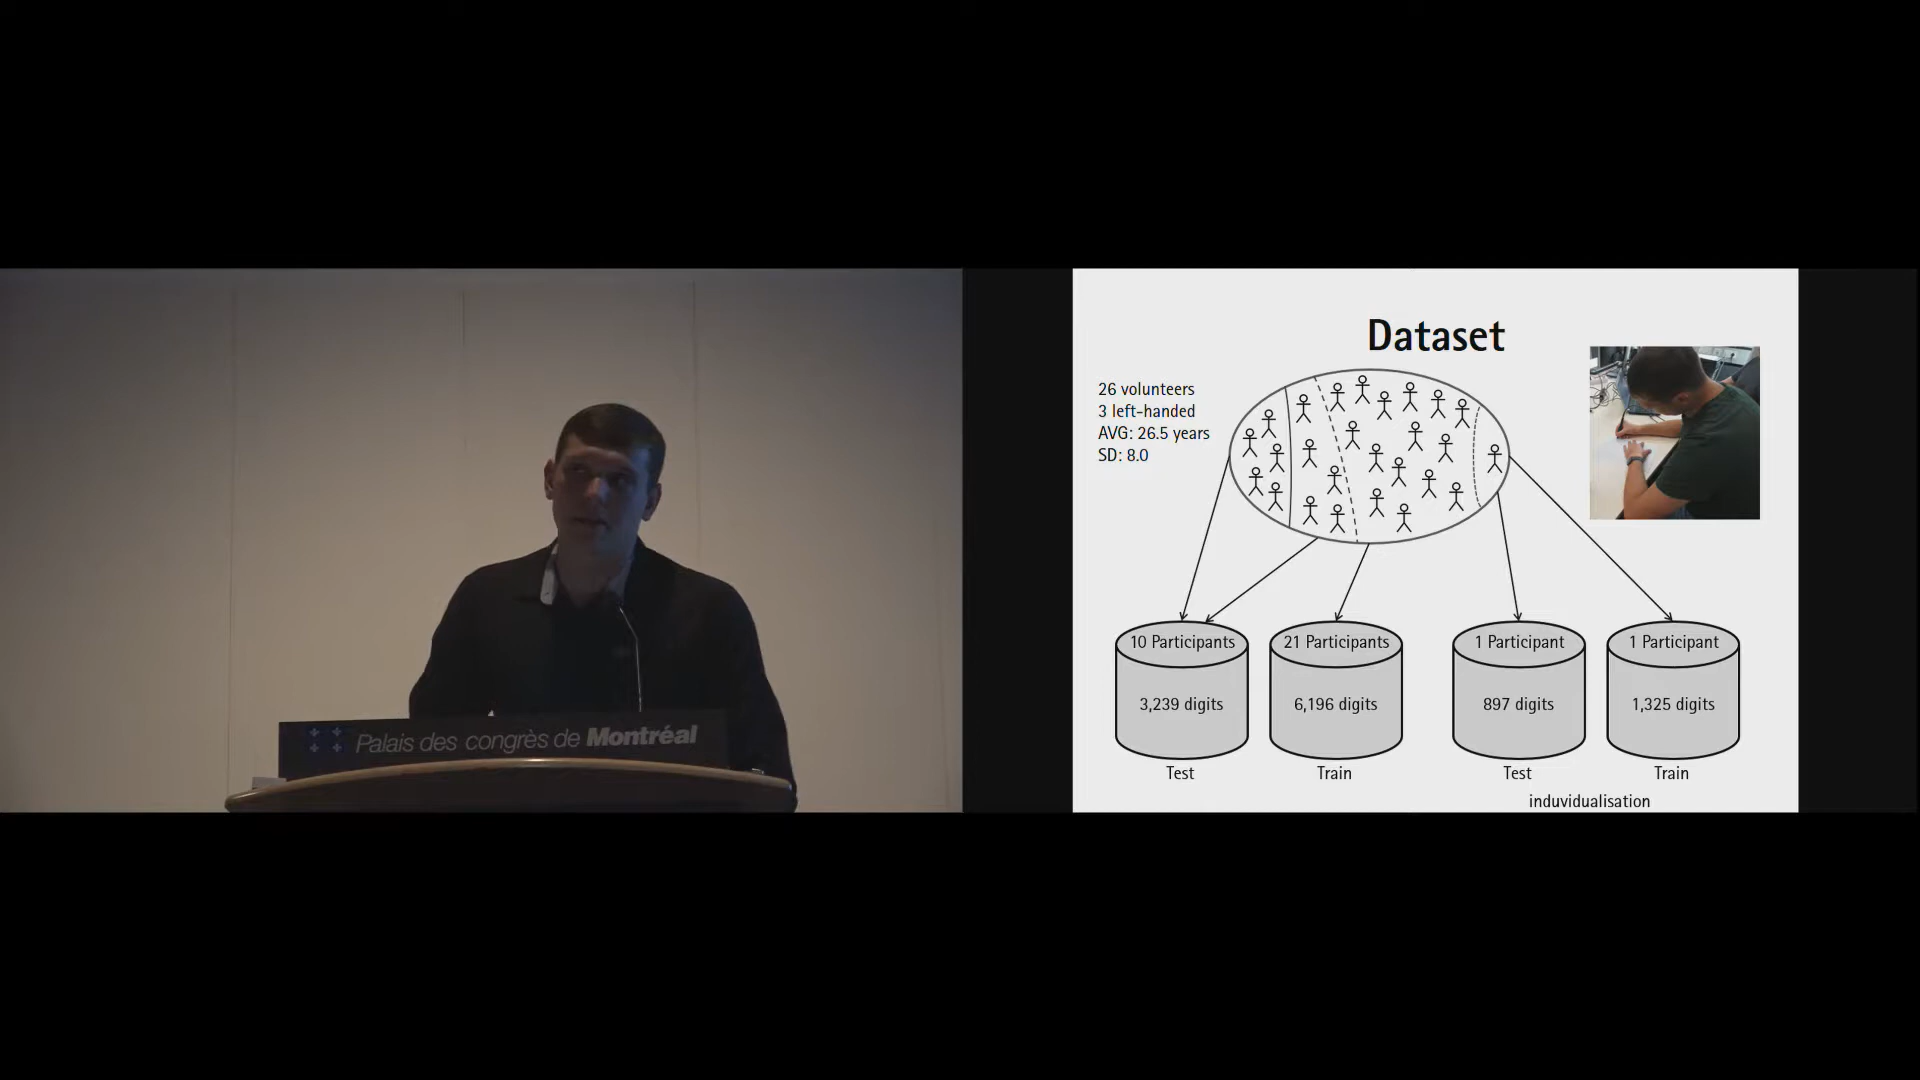 Palais des congrès de Montréal
Dataset
26 volunteers
3 left-handed
AVG: 26.5 years
SD: 8.0
10 Participants
3,239 digits
Test
21 Participants
6,196 digits
Train
1 Participant
897 digits
Test
1 Participant
1,325 digits
Train
induvidualisation